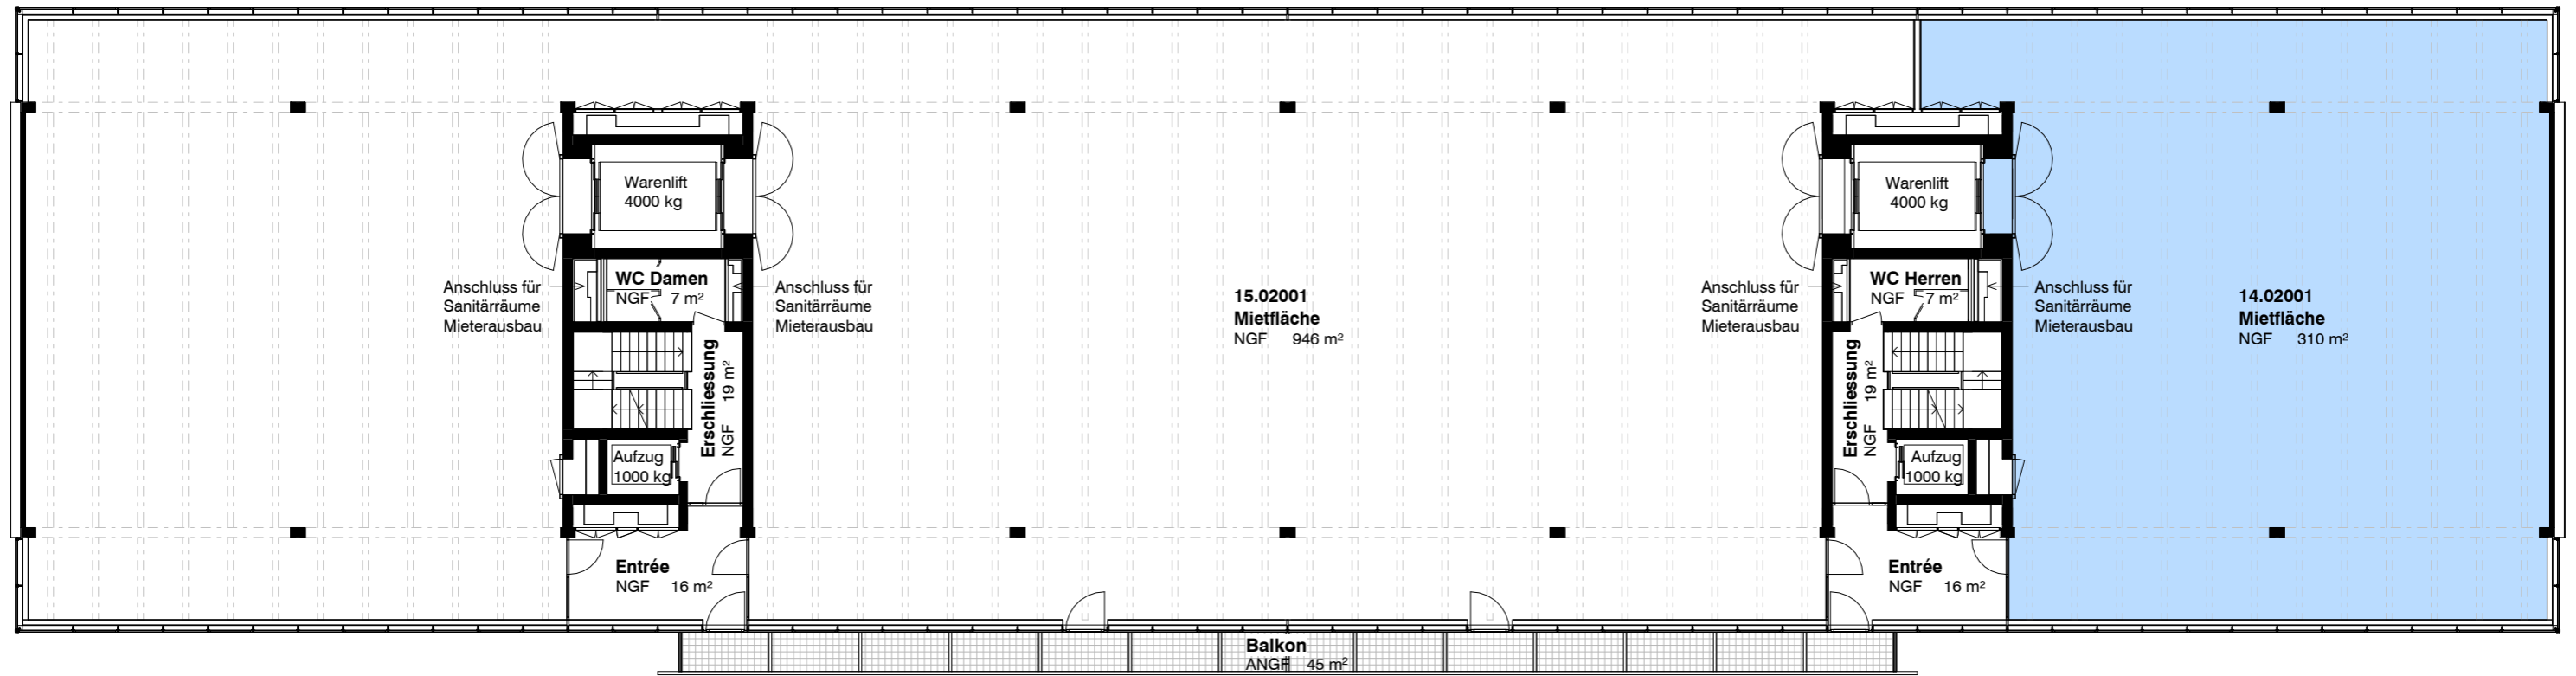 Warenlift
4000 kg
WC Damen
NGF 7 m²
Anschluss für
Sanitärräume
Mieterausbau
Anschluss für
Sanitärräume
Mieterausbau
Erschliessung
NGF 19 m²
Aufzug
1000 kg
Entrée
NGF 16 m²
15.02001
Mietfläche
NGF 946 m²
Balkon
ANGF 45 m²
Warenlift
4000 kg
WC Herren
NGF 7 m²
Anschluss für
Sanitärräume
Mieterausbau
Anschluss für
Sanitärräume
Mieterausbau
Erschliessung
NGF 19 m²
Aufzug
1000 kg
Entrée
NGF 16 m²
14.02001
Mietfläche
NGF 310 m²